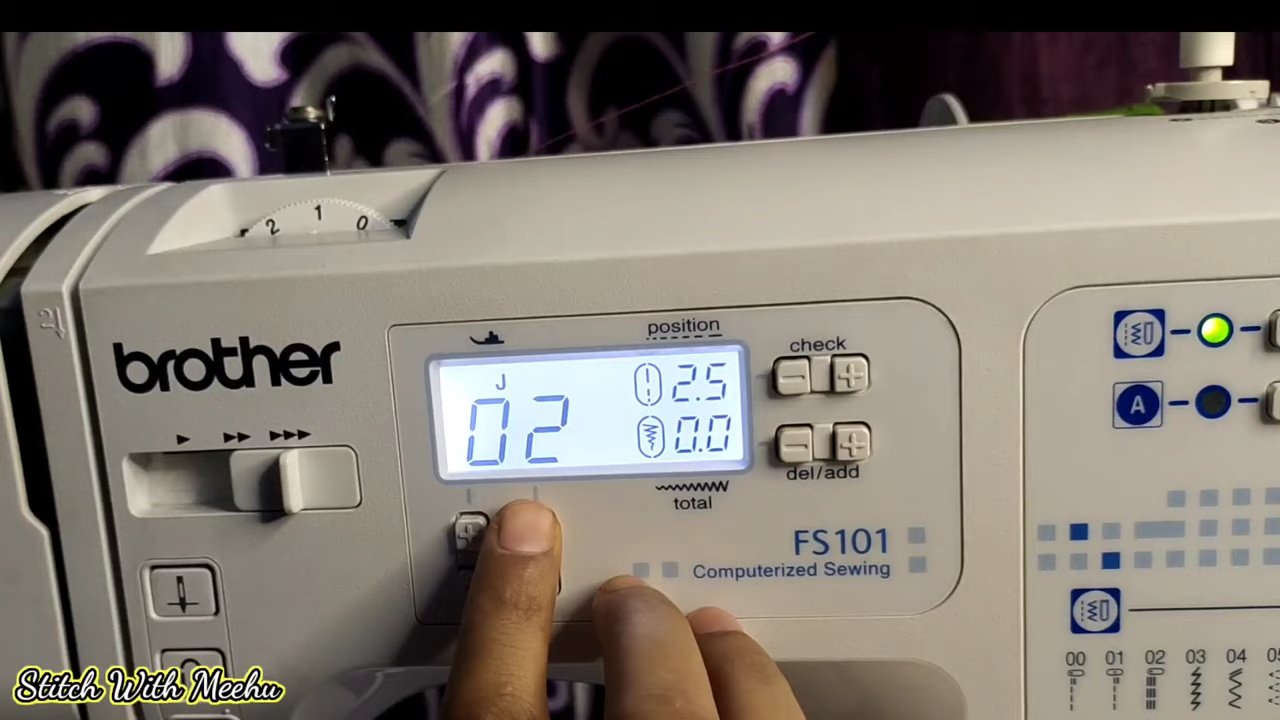 2 1 0
brother
position
J
02
2.5
0.0
check
del/add
total
FS101
Computerized Sewing
A
00 01 02 03 04
Stitch With Meehu